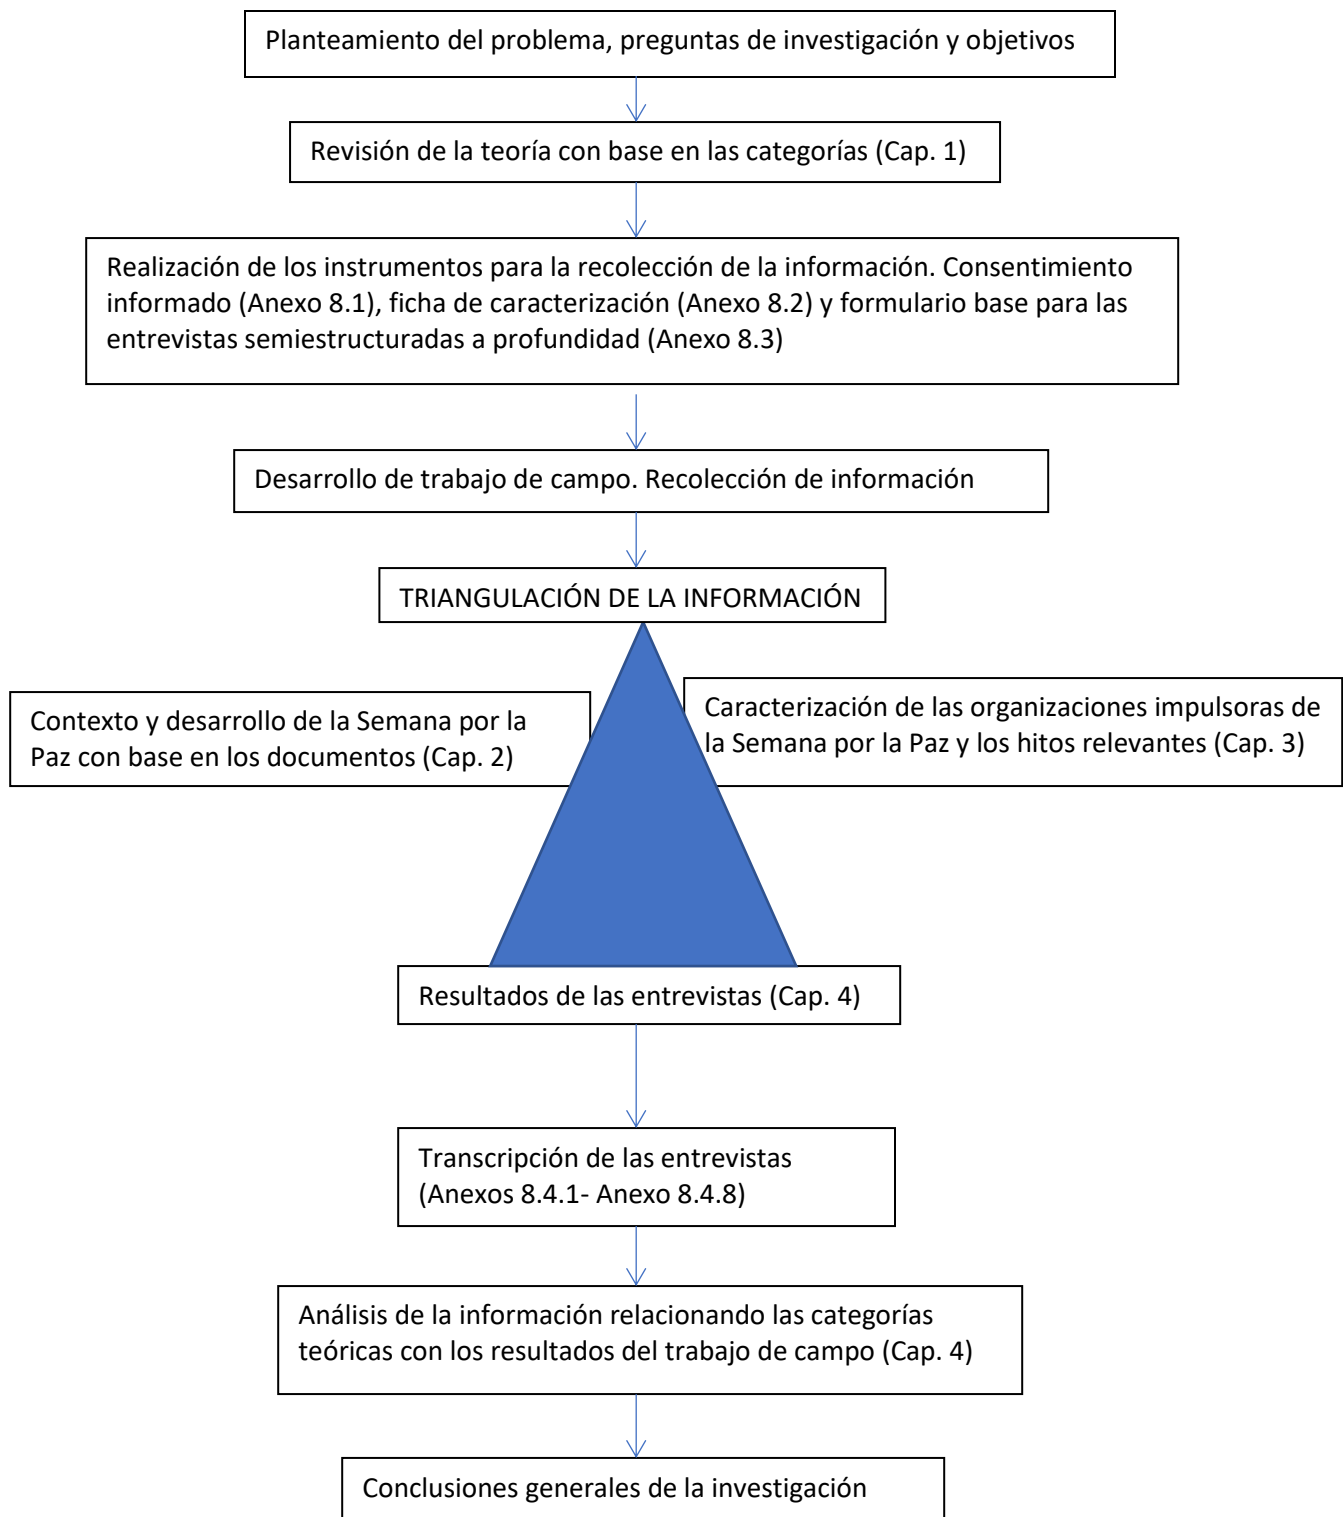 Planteamiento del problema, preguntas de investigación y objetivos
Revisión de la teoría con base en las categorías (Cap. 1)
Realización de los instrumentos para la recolección de la información. Consentimiento
informado (Anexo 8.1), ficha de caracterización (Anexo 8.2) y formulario base para las
entrevistas semiestructuradas a profundidad (Anexo 8.3)
Desarrollo de trabajo de campo. Recolección de información
TRIANGULACIÓN DE LA INFORMACIÓN
Contexto y desarrollo de la Semana por la
Paz con base en los documentos (Cap. 2)
Caracterización de las organizaciones impulsoras de
la Semana por la Paz y los hitos relevantes (Cap. 3)
Resultados de las entrevistas (Cap. 4)
Transcripción de las entrevistas
(Anexos 8.4.1- Anexo 8.4.8)
Análisis de la información relacionando las categorías
teóricas con los resultados del trabajo de campo (Cap. 4)
Conclusiones generales de la investigación